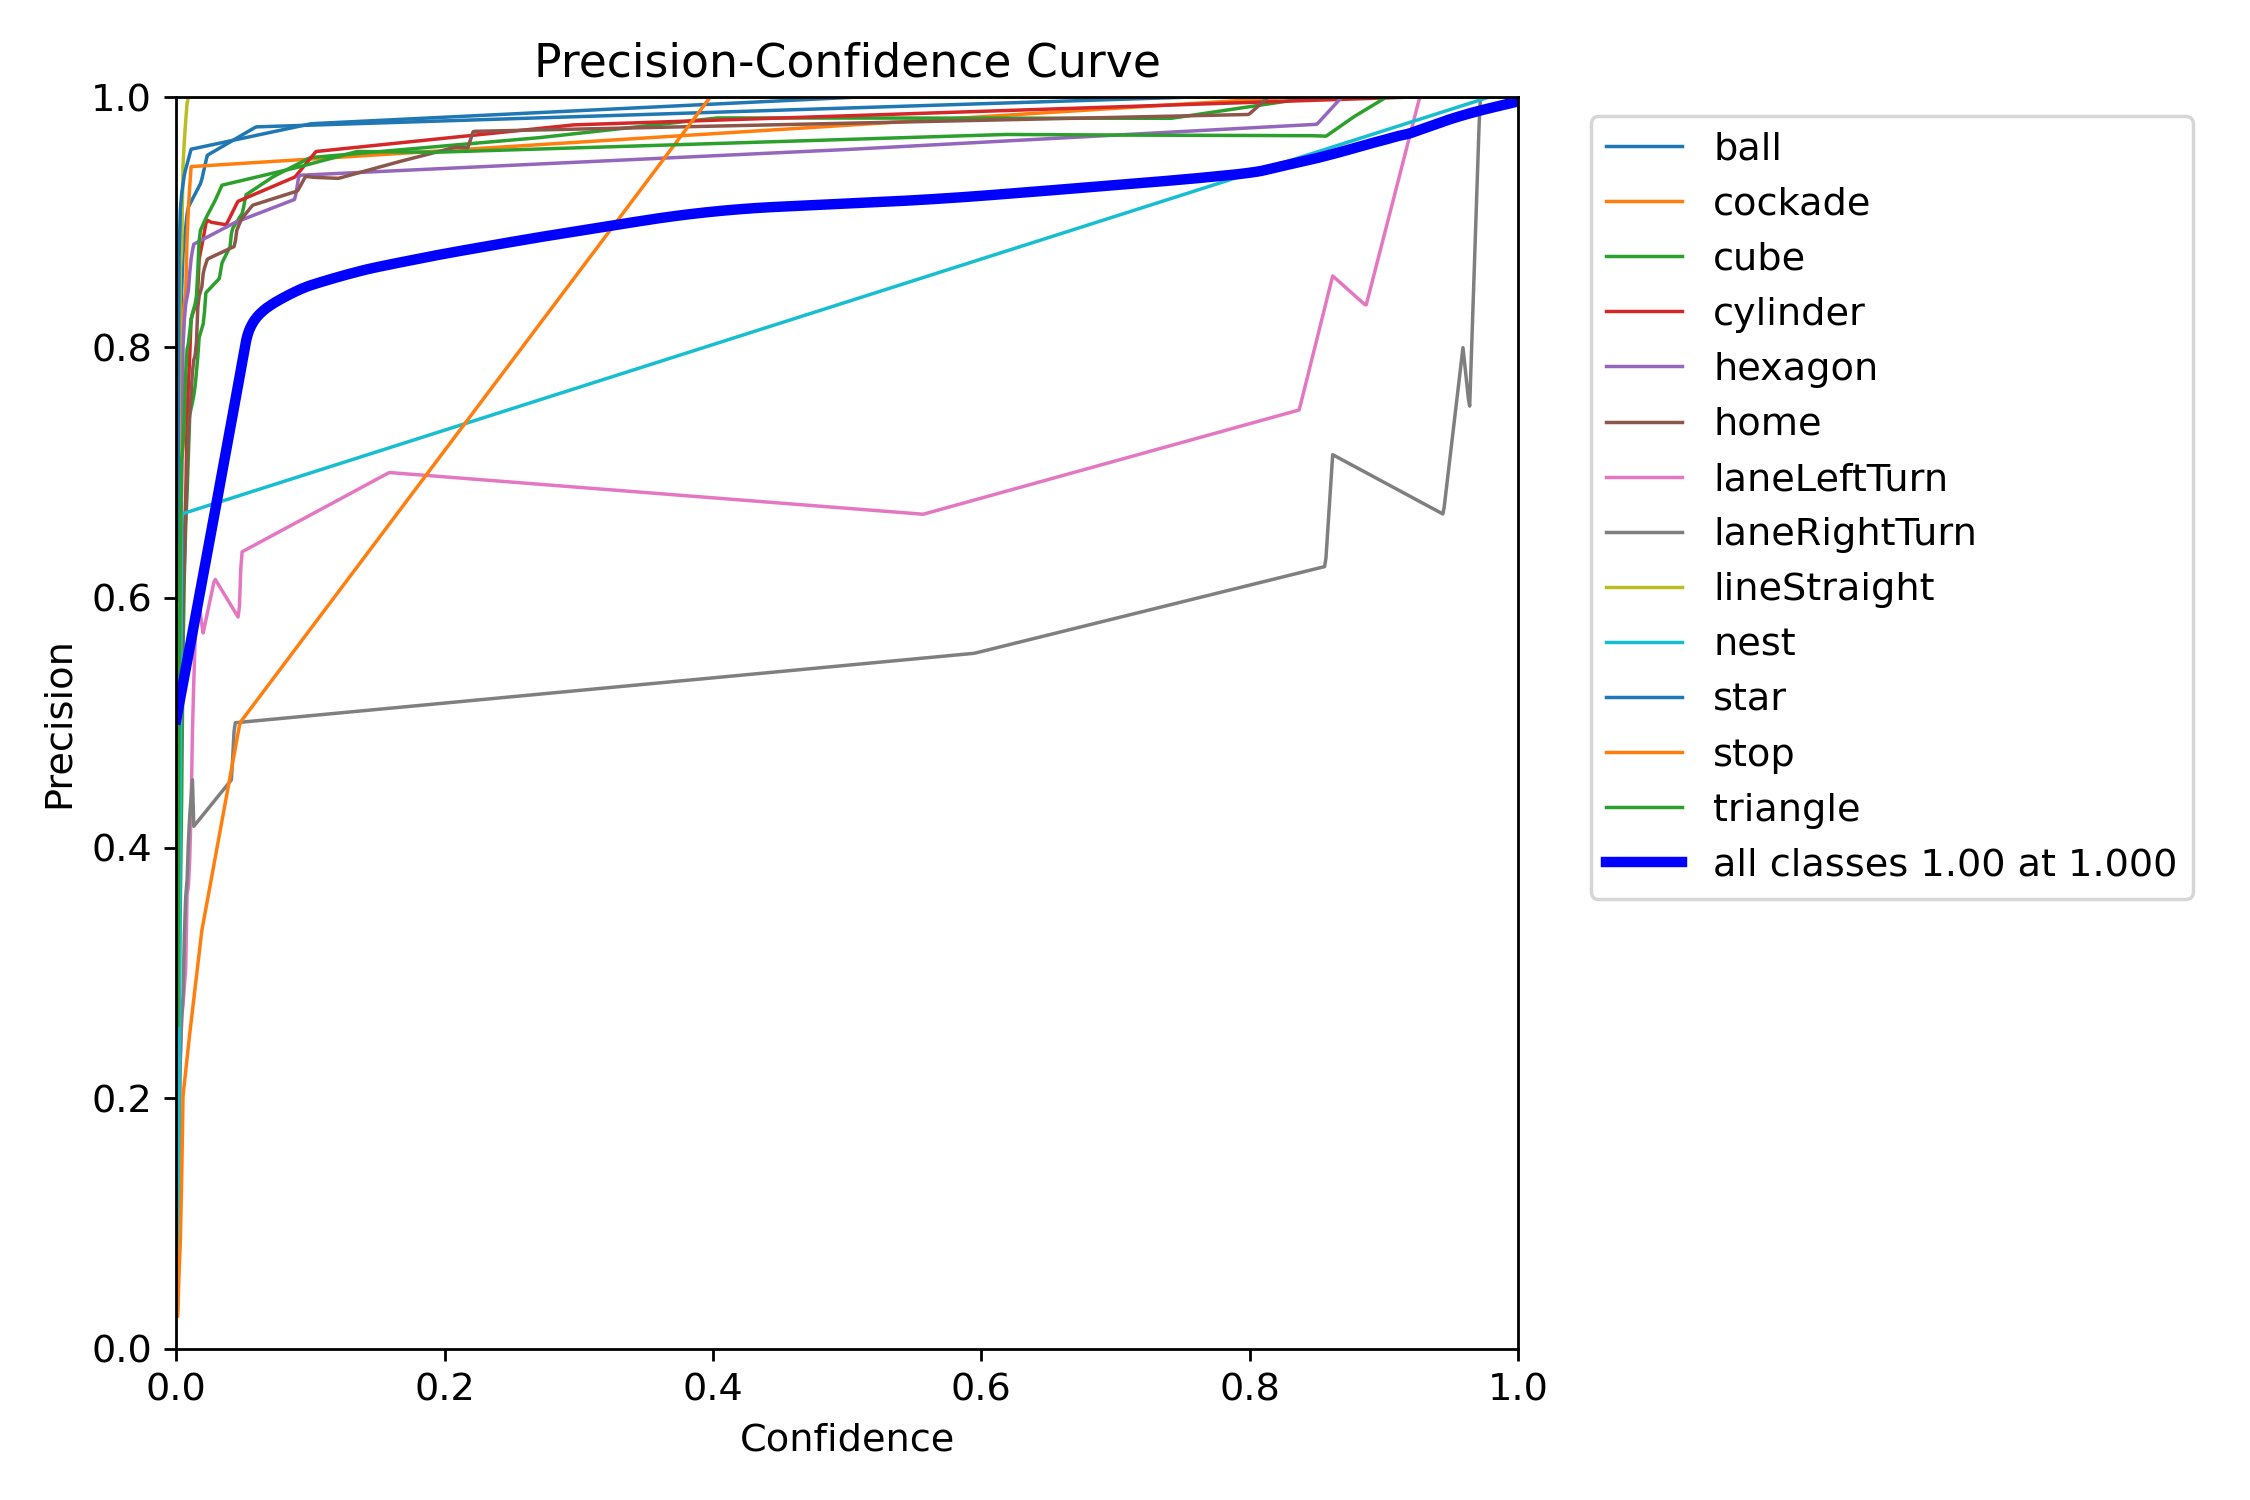 Precision-Confidence Curve
1.0
0.8
0.6
0.4
0.2
0.0
Precision
0.0 0.2 0.4 0.6 0.8 1.0
Confidence
ball
cockade
cube
cylinder
hexagon
home
laneLeftTurn
laneRightTurn
lineStraight
nest
star
stop
triangle
all classes 1.00 at 1.000